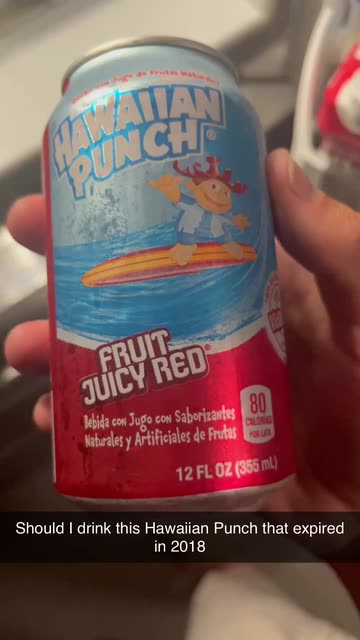 HAWAIIAN
PUNCH®
FRUIT
JUICY RED®
Bebida con Jugo con Saborizantes
Naturales y Artificiales de Frutas
80
CALORÍAS
POR LATA
12 FL OZ (355 mL)
Should I drink this Hawaiian Punch that expired
in 2018